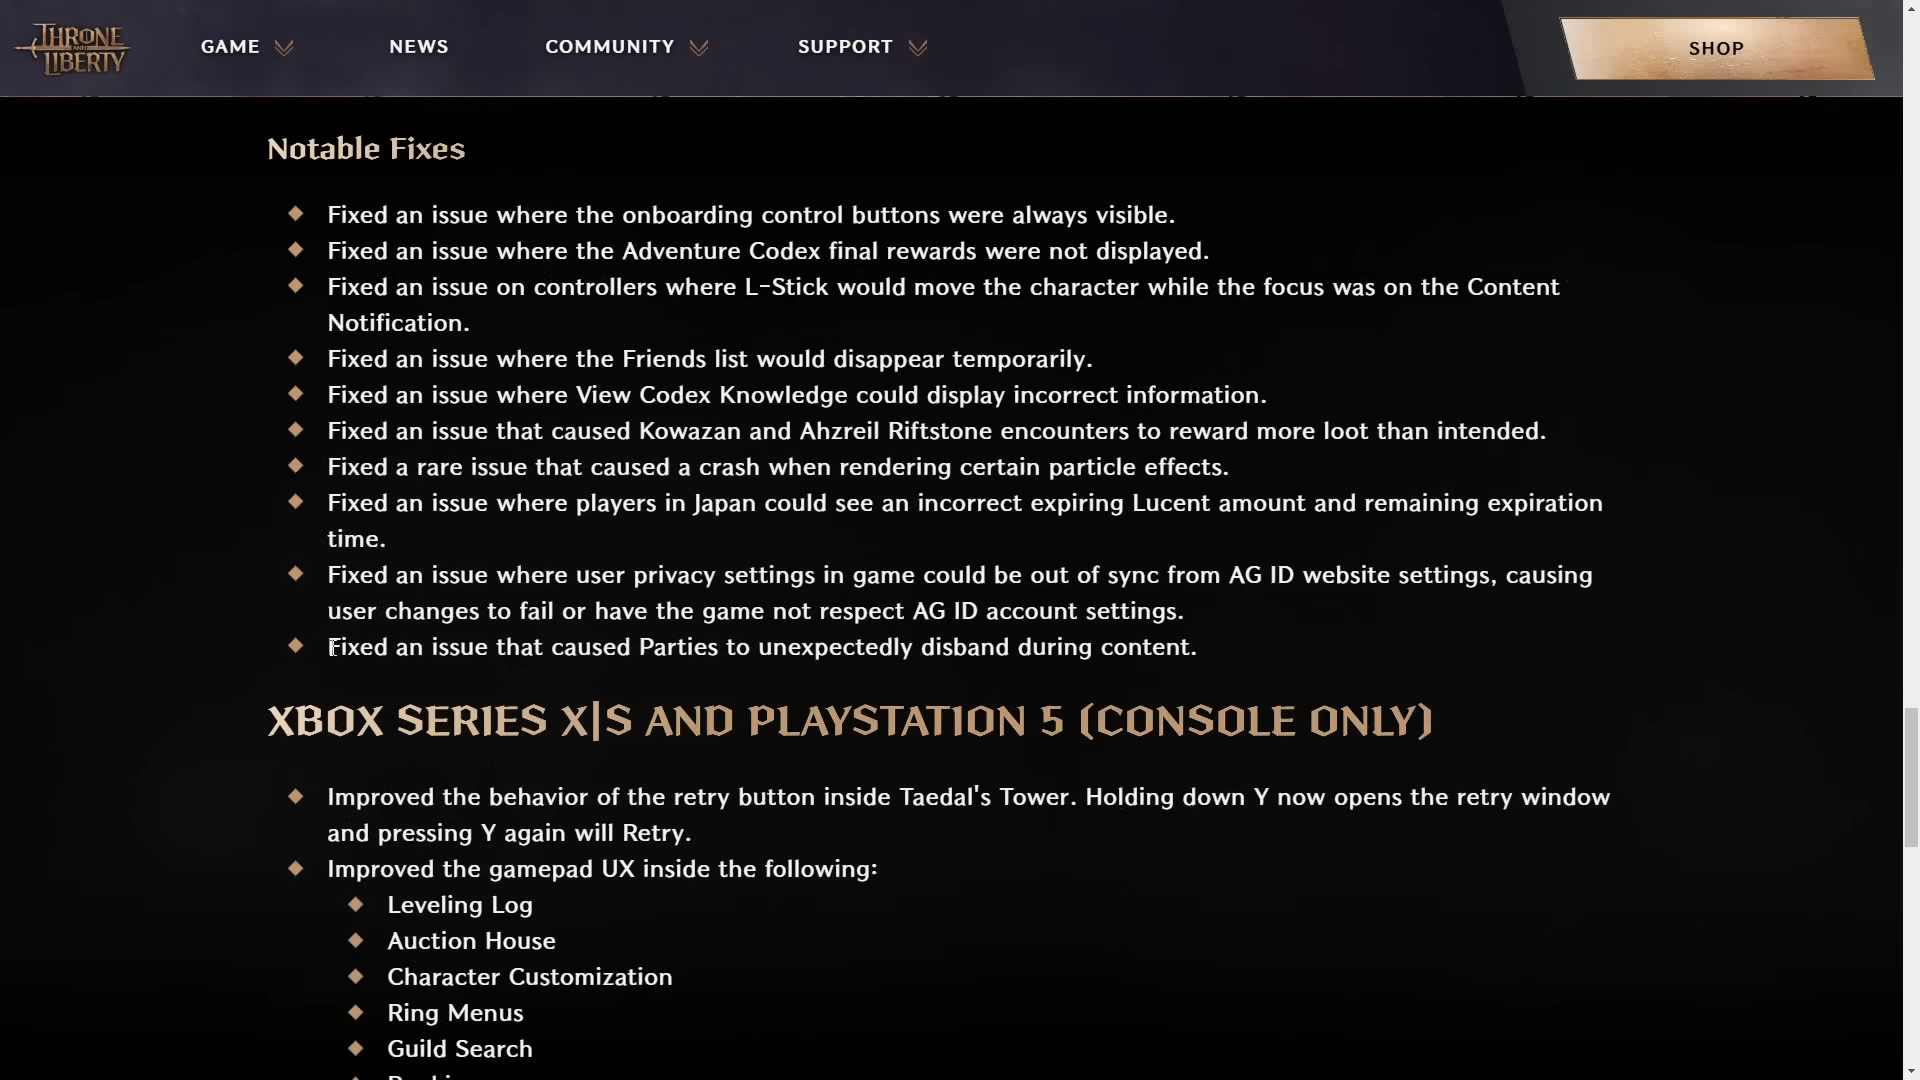 THRONE
AND
LIBERTY
GAME
NEWS
COMMUNITY
SUPPORT
SHOP
Notable Fixes
Fixed an issue where the onboarding control buttons were always visible.
Fixed an issue where the Adventure Codex final rewards were not displayed.
Fixed an issue on controllers where L-Stick would move the character while the focus was on the Content
Notification.
Fixed an issue where the Friends list would disappear temporarily.
Fixed an issue where View Codex Knowledge could display incorrect information.
Fixed an issue that caused Kowazan and Ahzreil Riftstone encounters to reward more loot than intended.
Fixed a rare issue that caused a crash when rendering certain particle effects.
Fixed an issue where players in Japan could see an incorrect expiring Lucent amount and remaining expiration
time.
Fixed an issue where user privacy settings in game could be out of sync from AG ID website settings, causing
user changes to fail or have the game not respect AG ID account settings.
Fixed an issue that caused Parties to unexpectedly disband during content.
XBOX SERIES X|S AND PLAYSTATION 5 (CONSOLE ONLY)
Improved the behavior of the retry button inside Taedal's Tower. Holding down Y now opens the retry window
and pressing Y again will Retry.
Improved the gamepad UX inside the following:
Leveling Log
Auction House
Character Customization
Ring Menus
Guild Search